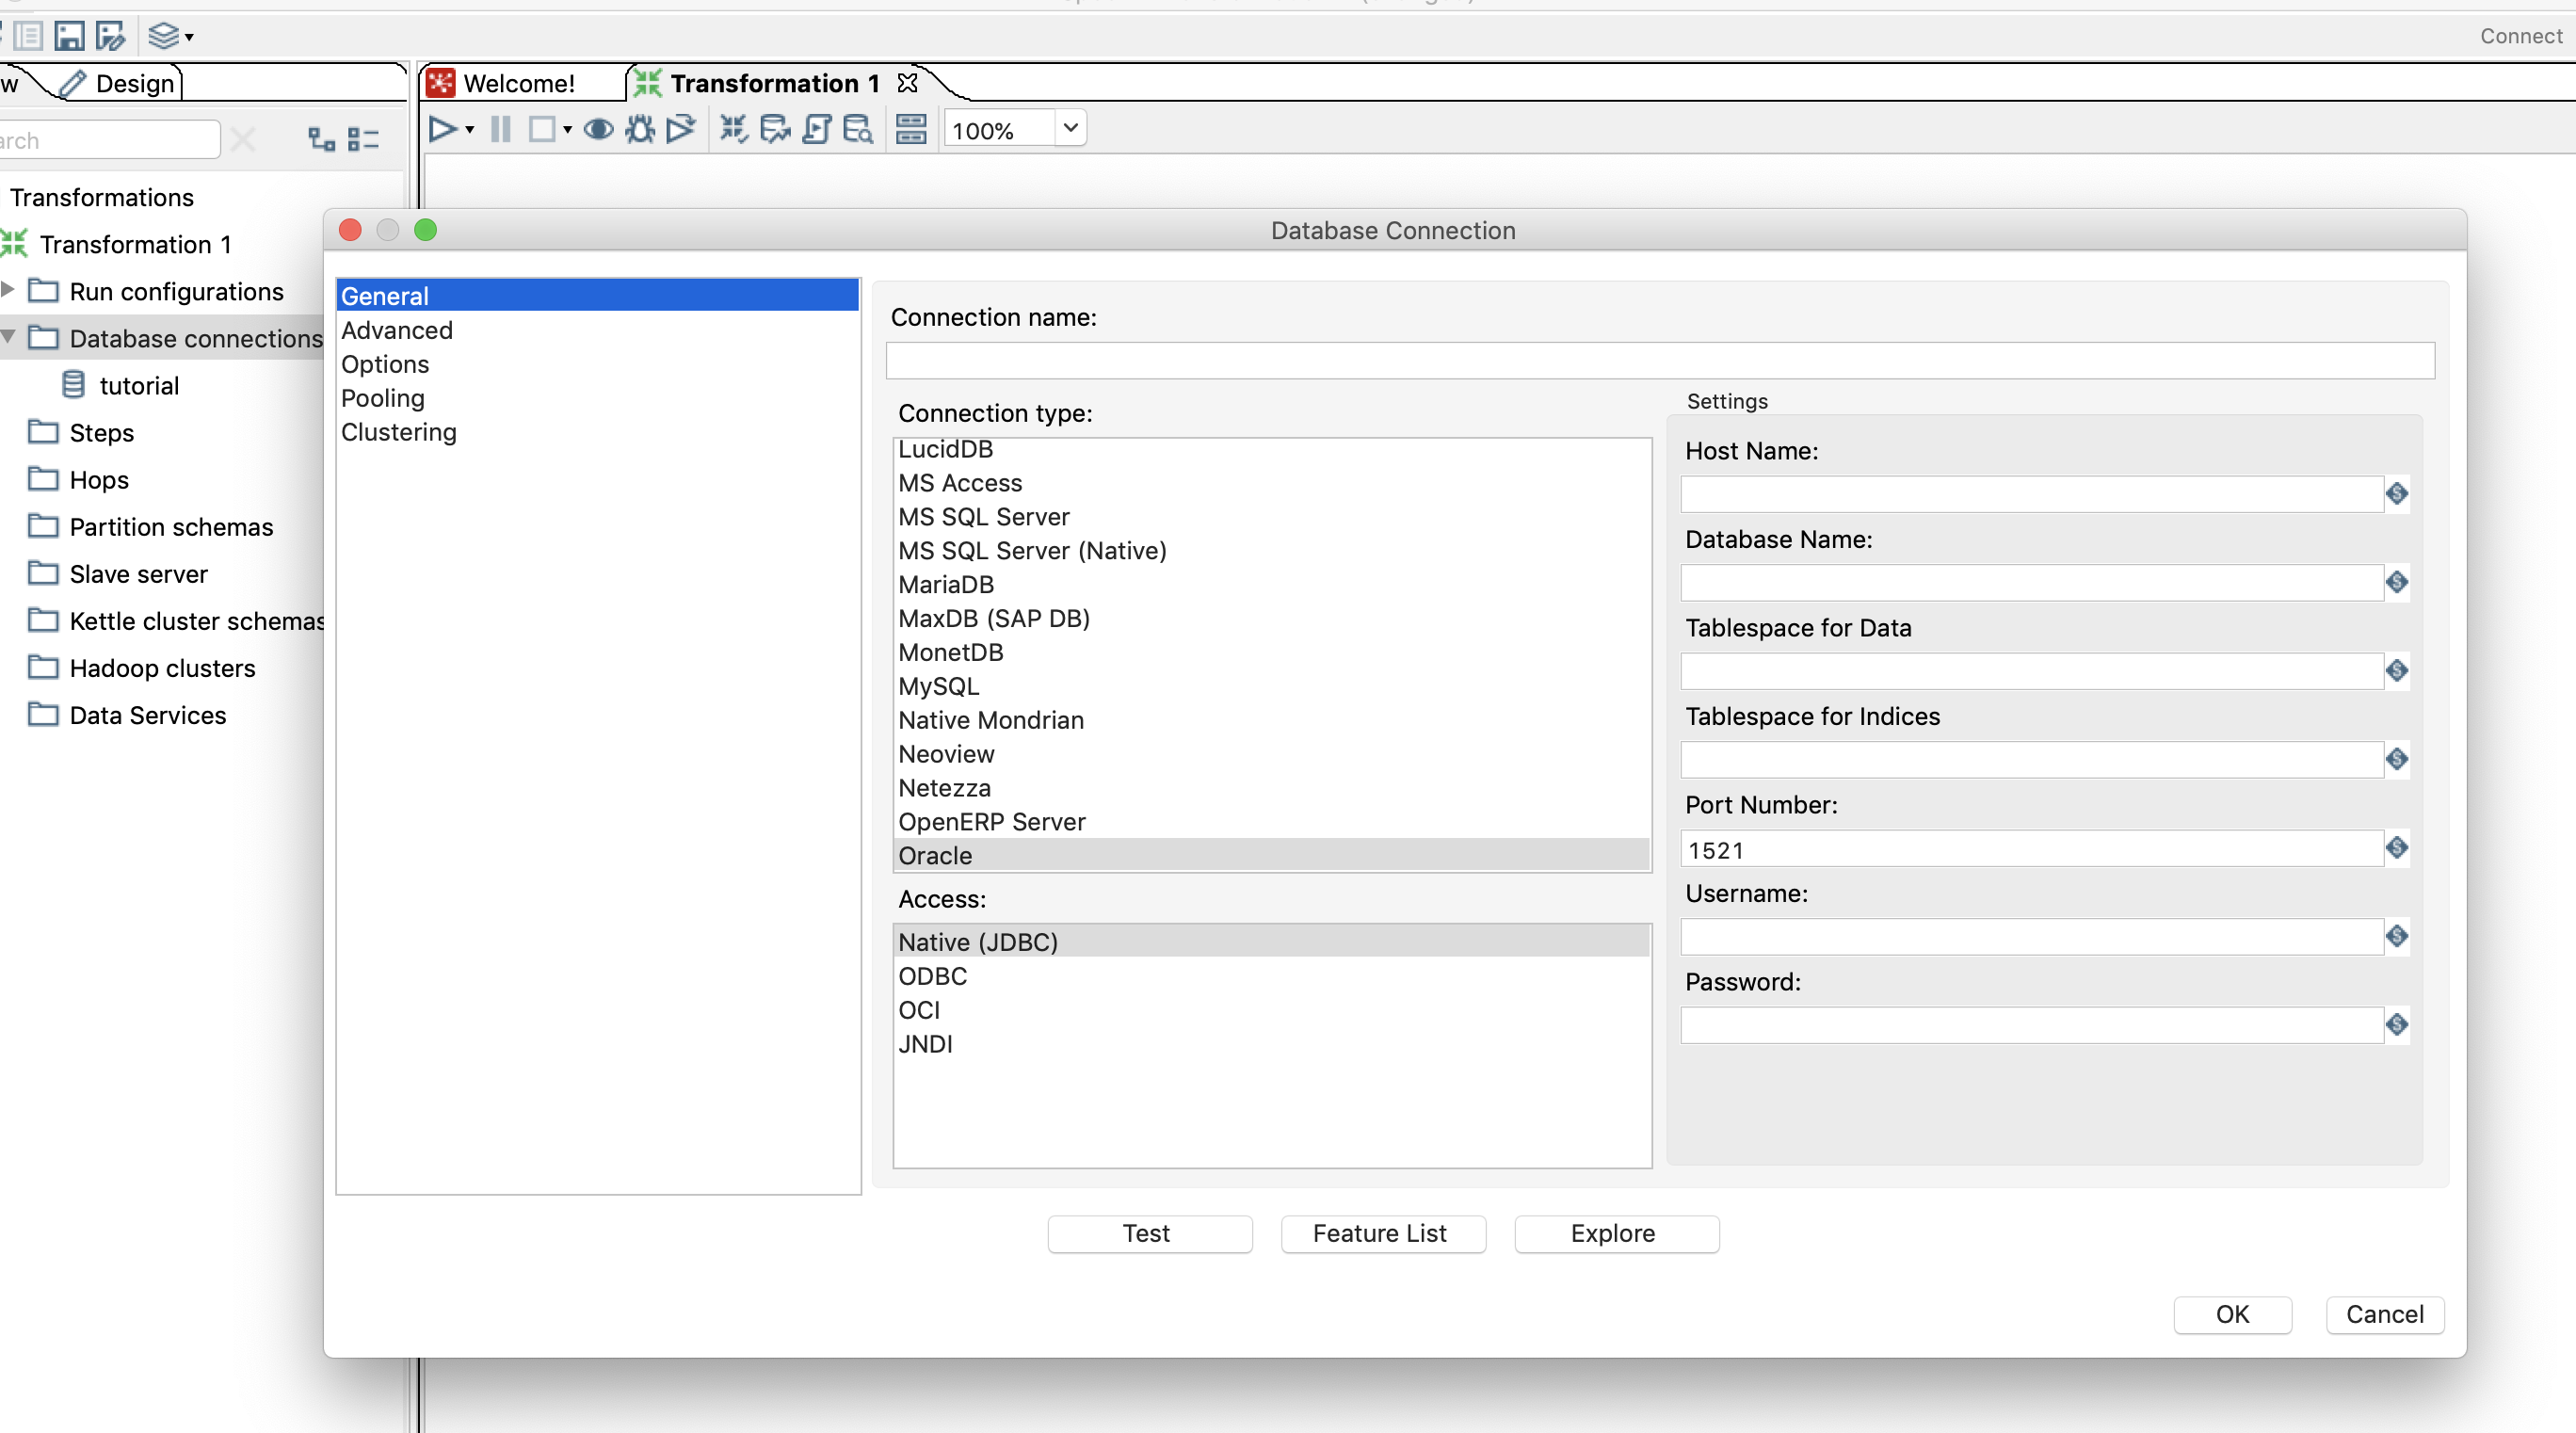 Connect
Design
Welcome!
Transformation 1
100%
Transformations
Transformation 1
Run configurations
Database connections
tutorial
Steps
Hops
Partition schemas
Slave server
Kettle cluster schemas
Hadoop clusters
Data Services
Database Connection
General
Advanced
Options
Pooling
Clustering
Connection name:
Connection type:
LucidDB
MS Access
MS SQL Server
MS SQL Server (Native)
MariaDB
MaxDB (SAP DB)
MonetDB
MySQL
Native Mondrian
Neoview
Netezza
OpenERP Server
Oracle
Access:
Native (JDBC)
ODBC
OCI
JNDI
Settings
Host Name:
Database Name:
Tablespace for Data
Tablespace for Indices
Port Number:
1521
Username:
Password:
Test
Feature List
Explore
OK
Cancel